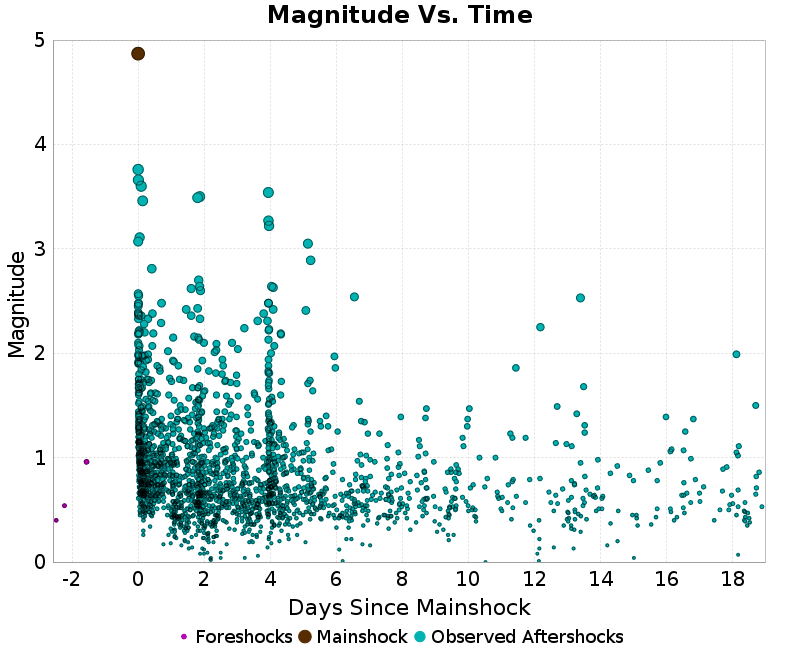 Magnitude Vs. Time
5
4
3
2
1
0
Magnitude
-2 0 2 4 6 8 10 12 14 16 18
Days Since Mainshock
Foreshocks Mainshock Observed Aftershocks